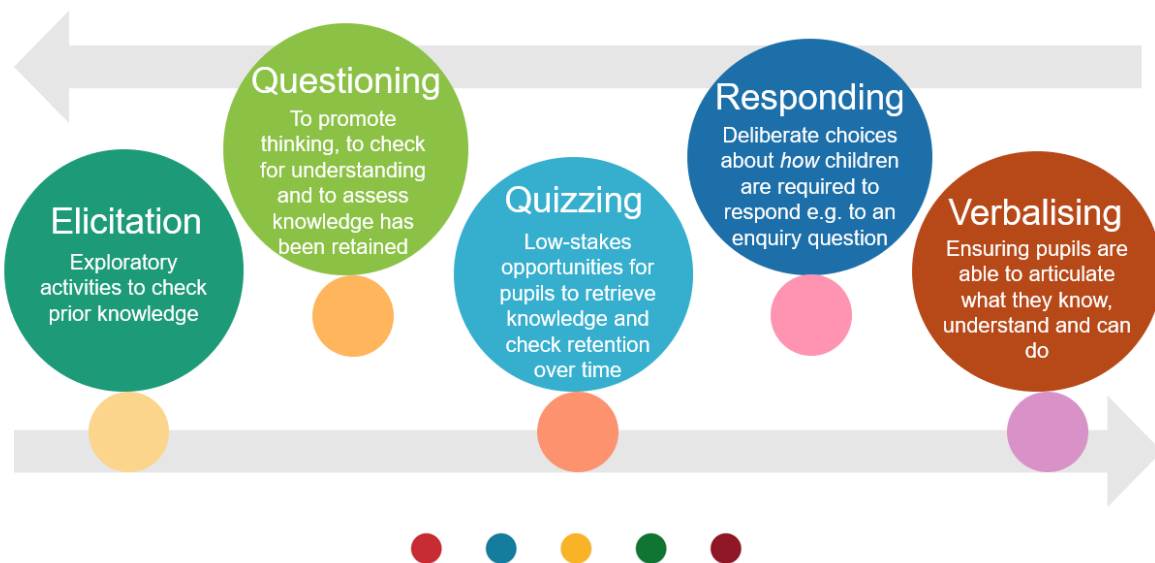 Elicitation
Exploratory
activities to check
prior knowledge
Questioning
To promote
thinking, to check
for understanding
and to assess
knowledge has
been retained
Quizzing
Low-stakes
opportunities for
pupils to retrieve
knowledge and
check retention
over time
Responding
Deliberate choices
about how children
are required to
respond e.g. to an
enquiry question
Verbalising
Ensuring pupils are
able to articulate
what they know,
understand and can
do